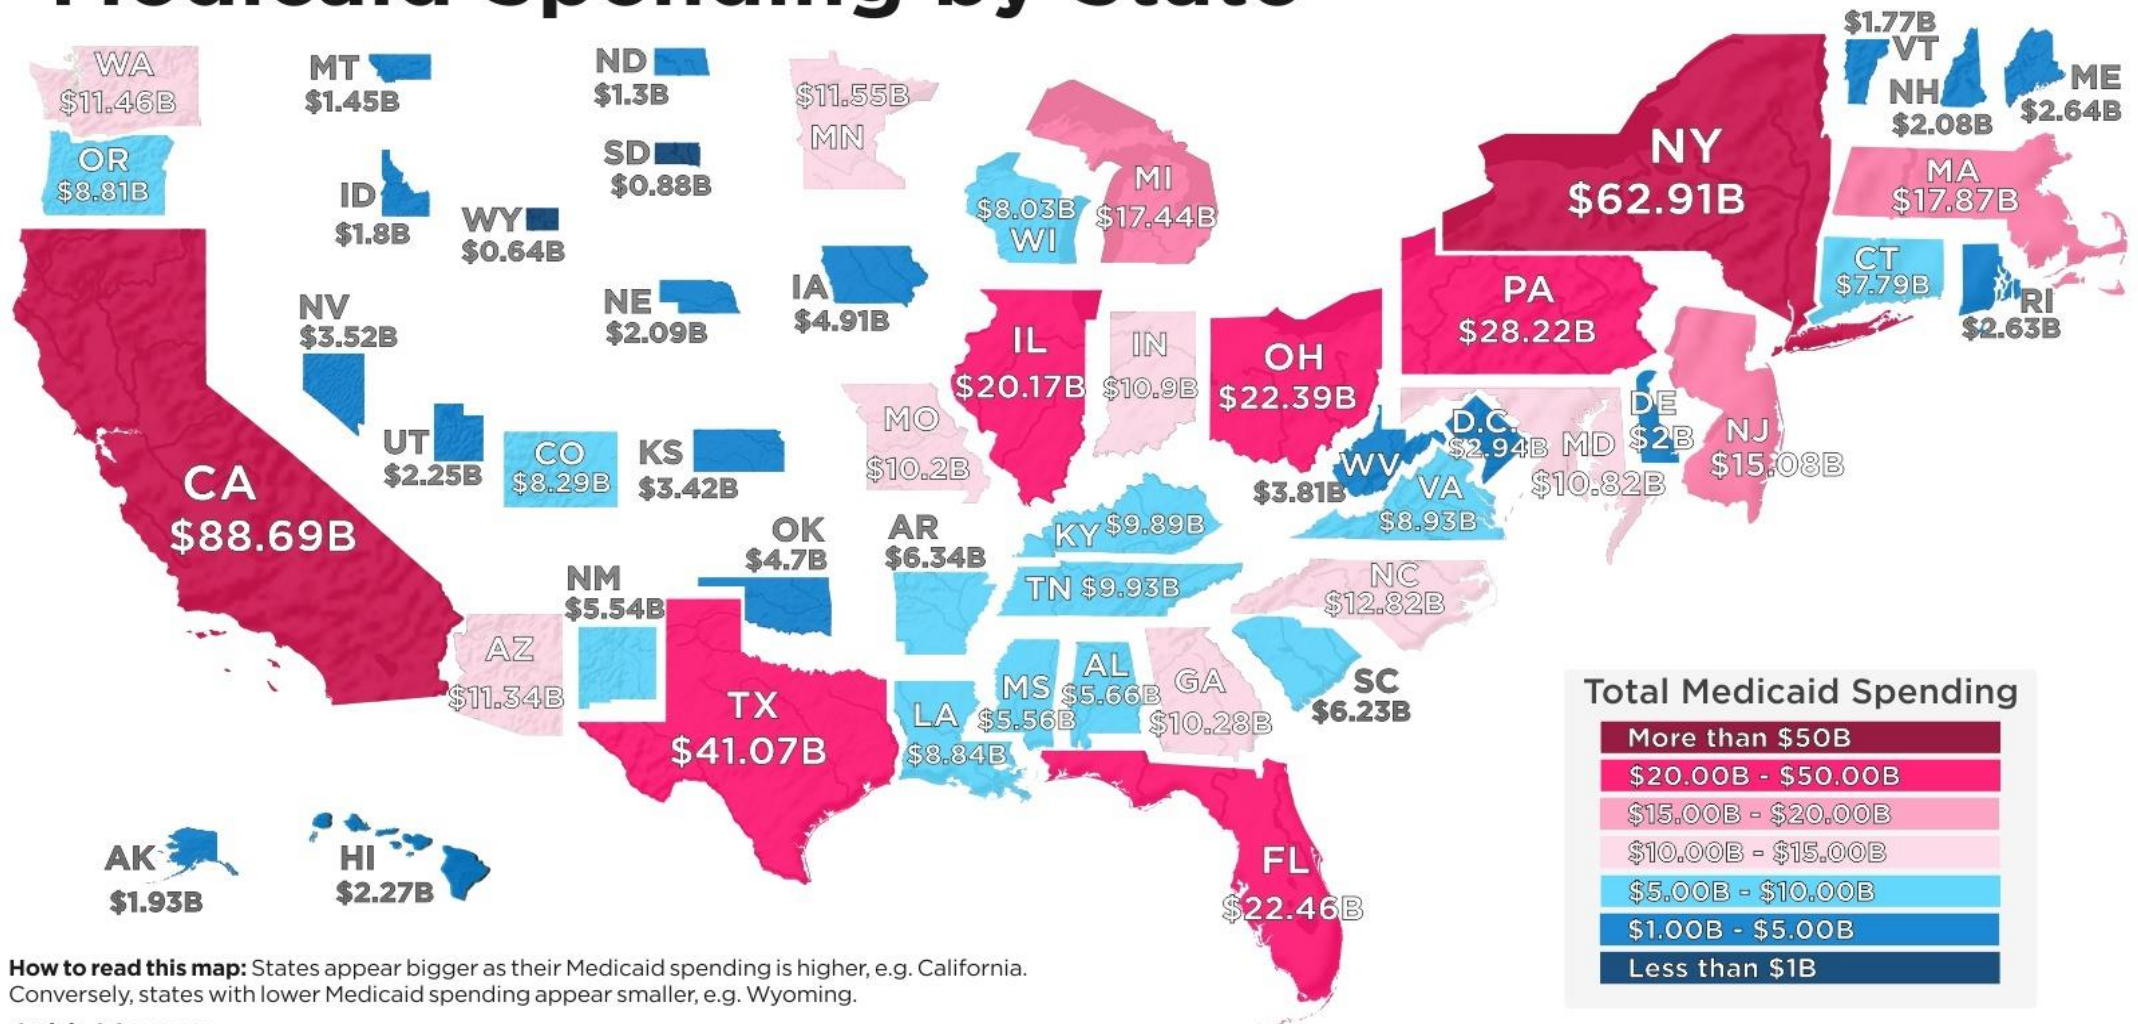 Medicaid Spending by State
WA
$11.46B
MT
$1.45B
ND
$1.3B
$11.55B
MN
$1.77B
VT
NH
$2.08B
ME
$2.64B
OR
$8.81B
ID
$1.8B
WY
$0.64B
SD
$0.88B
$8.03B
WI
MI
$17.44B
NY
$62.91B
MA
$17.87B
NV
$3.52B
NE
$2.09B
IA
$4.91B
IL
$20.17B
IN
$10.9B
OH
$22.39B
PA
$28.22B
CT
$7.79B
RI
$2.63B
CA
$88.69B
UT
$2.25B
CO
$8.29B
KS
$3.42B
MO
$10.2B
WV
$3.81B
D.C.
$2.94B
MD
$10.82B
DE
$2B
NJ
$15.08B
VA
$8.93B
KY $9.89B
OK
$4.7B
AR
$6.34B
NM
$5.54B
TN $9.93B
NC
$12.82B
AZ
$11.34B
TX
$41.07B
LA
$8.84B
MS
$5.56B
AL
$5.66B
GA
$10.28B
SC
$6.23B
FL
$22.46B
AK
$1.93B
HI
$2.27B
Total Medicaid Spending
More than $50B
$20.00B - $50.00B
$15.00B - $20.00B
$10.00B - $15.00B
$5.00B - $10.00B
$1.00B - $5.00B
Less than $1B
How to read this map: States appear bigger as their Medicaid spending is higher, e.g. California.
Conversely, states with lower Medicaid spending appear smaller, e.g. Wyoming.